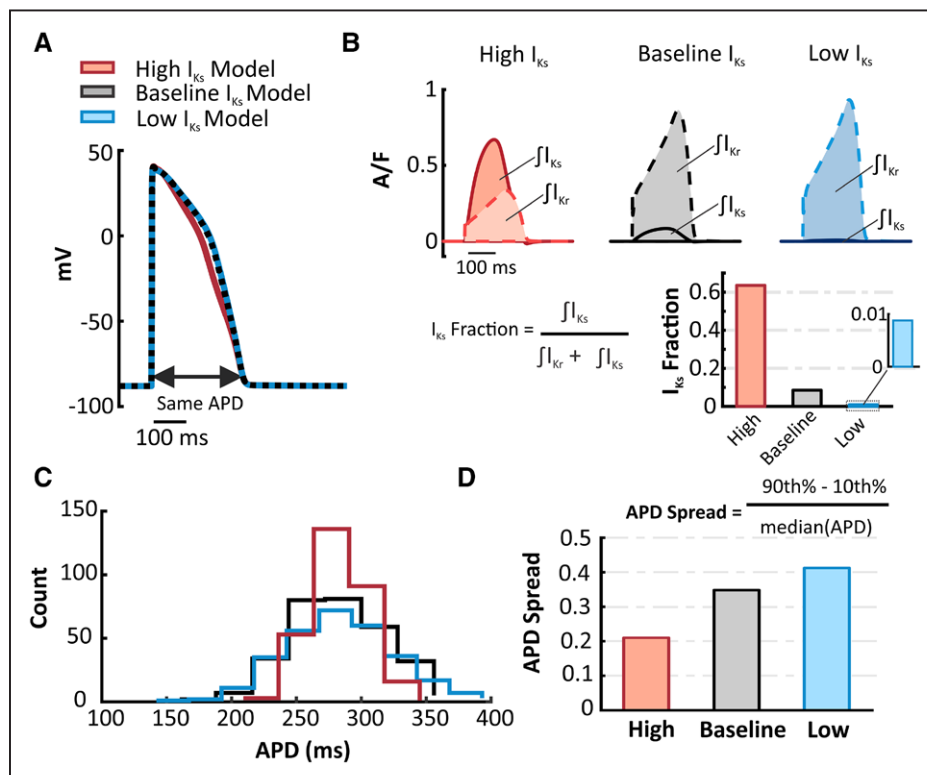 A
High I_Ks Model
Baseline I_Ks Model
Low I_Ks Model
50
0
-50
-100
mV
Same APD
100 ms
B
High I_Ks
Baseline I_Ks
Low I_Ks
1
0.5
0
A/F
∫I_Ks
∫I_Kr
∫I_Kr
∫I_Ks
∫I_Kr
∫I_Ks
100 ms
I_Ks Fraction = ∫I_Ks
∫I_Kr + ∫I_Ks
0.6
0.4
0.2
0
I_Ks Fraction
0.01
0
High
Baseline
Low
C
150
100
50
0
Count
100 150 200 250 300 350 400
APD (ms)
D
90th% - 10th%
APD Spread =
median(APD)
0.5
0.4
0.3
0.2
0.1
0
APD Spread
High Baseline Low